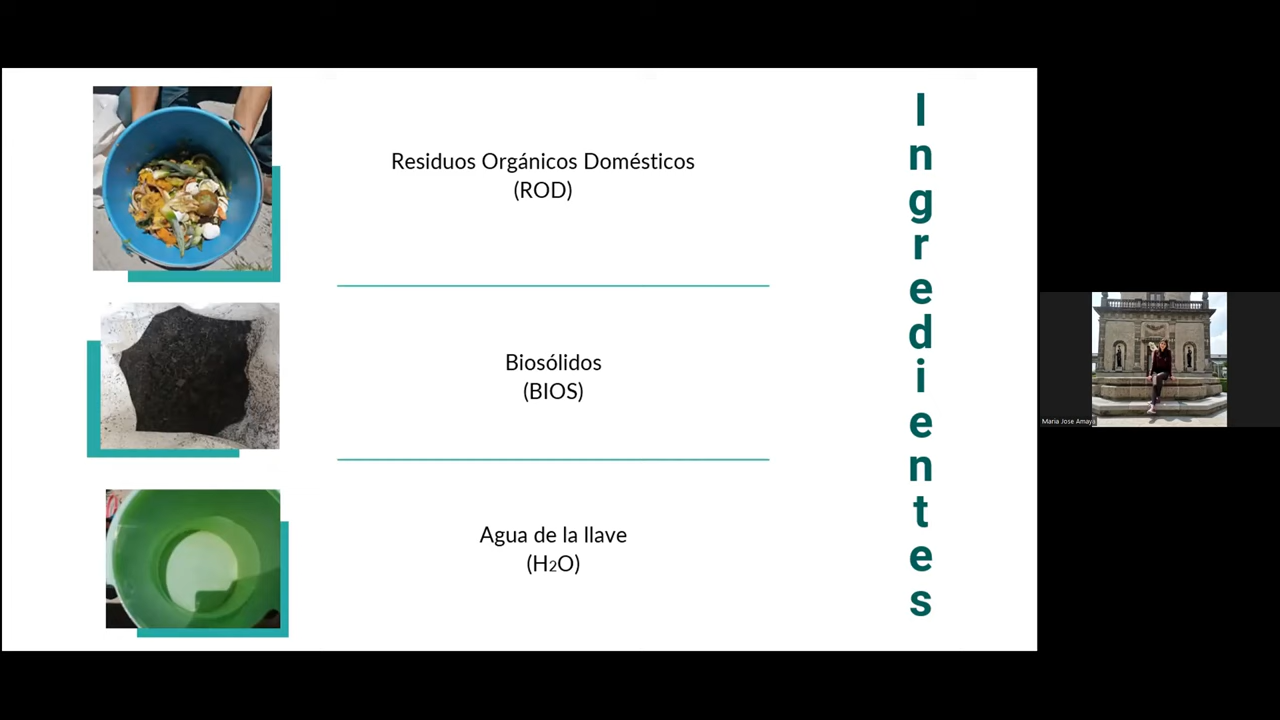 Residuos Orgánicos Domésticos
(ROD)
Biosólidos
(BIOS)
Agua de la llave
(H2O)
Ingredientes
Maria Jose Amaya